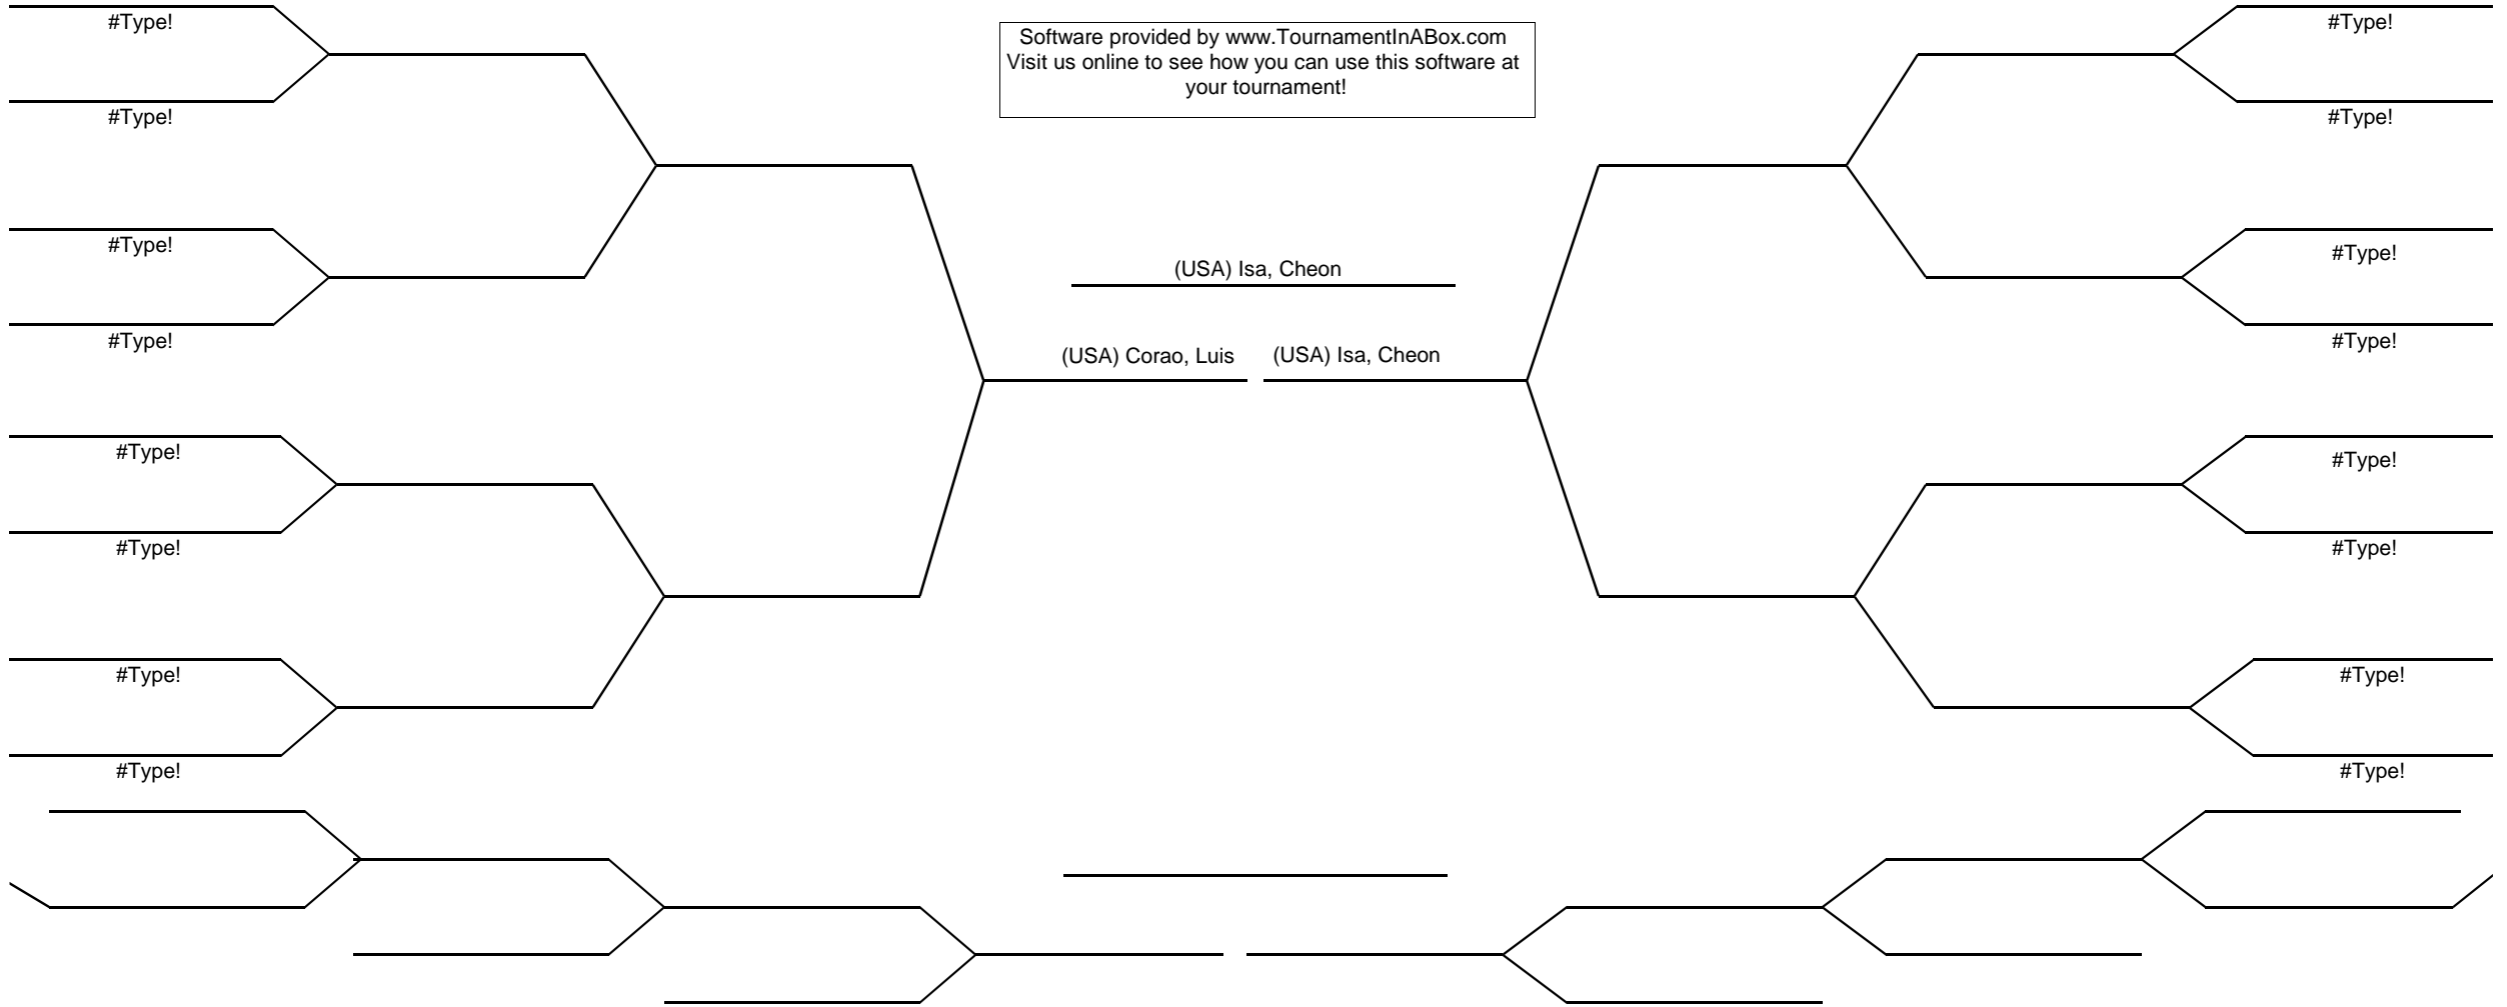 #Type!
#Type!
Software provided by www.TournamentInABox.com
Visit us online to see how you can use this software at
your tournament!
#Type!
#Type!
#Type!
#Type!
(USA) Isa, Cheon
#Type!
#Type!
(USA) Corao, Luis
(USA) Isa, Cheon
#Type!
#Type!
#Type!
#Type!
#Type!
#Type!
#Type!
#Type!